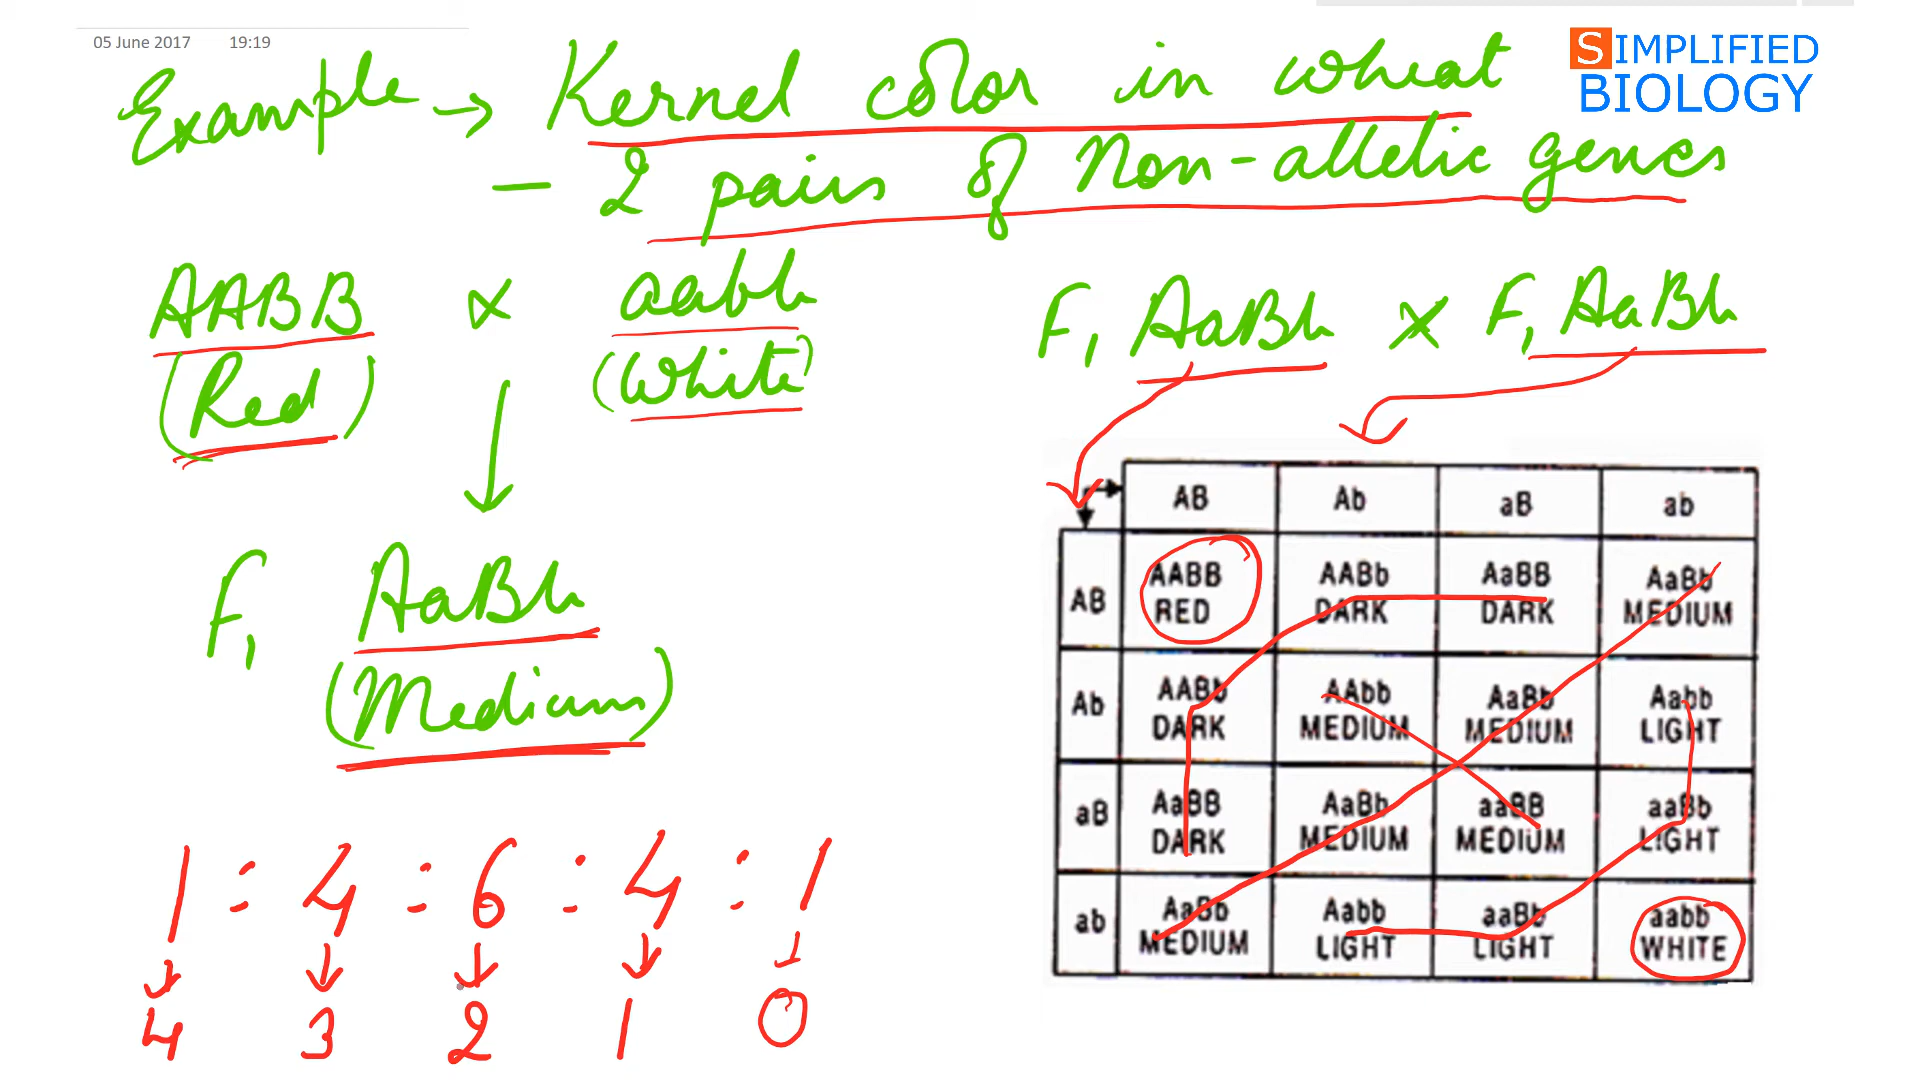 05 June 2017 19:19
SIMPLIFIED
BIOLOGY
Example → Kernel color in wheat
– 2 pairs of Non-allelic genes
AABB × aabb
(Red) (White)
F1 AaBb
(Medium)
1 : 4 : 6 : 4 : 1
4 3 2 1 0
F1 AaBb × F1 AaBb
AB Ab aB ab
AB AABB RED AABb DARK AaBB DARK AaBb MEDIUM
Ab AABb DARK AAbb MEDIUM AaBb MEDIUM Aabb LIGHT
aB AaBB DARK AaBb MEDIUM aaBB MEDIUM aaBb LIGHT
ab AaBb MEDIUM Aabb LIGHT aaBb LIGHT aabb WHITE